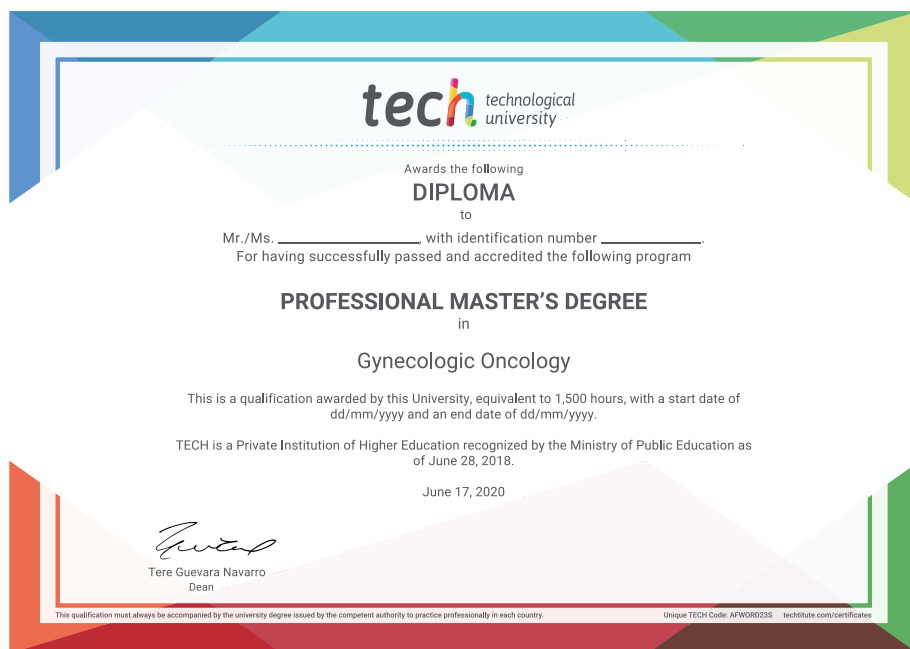 tech technological
university
Awards the following
DIPLOMA
to
Mr./Ms. ____________, with identification number ____________.
For having successfully passed and accredited the following program
PROFESSIONAL MASTER'S DEGREE
in
Gynecologic Oncology
This is a qualification awarded by this University, equivalent to 1,500 hours, with a start date of
dd/mm/yyyy and an end date of dd/mm/yyyy.
TECH is a Private Institution of Higher Education recognized by the Ministry of Public Education as
of June 28, 2018.
June 17, 2020
Tere Guevara Navarro
Dean
This qualification must always be accompanied by the university degree issued by the competent authority to practice professionally in each country.
Unique TECH Code: AFWORD23S techtitute.com/certificates